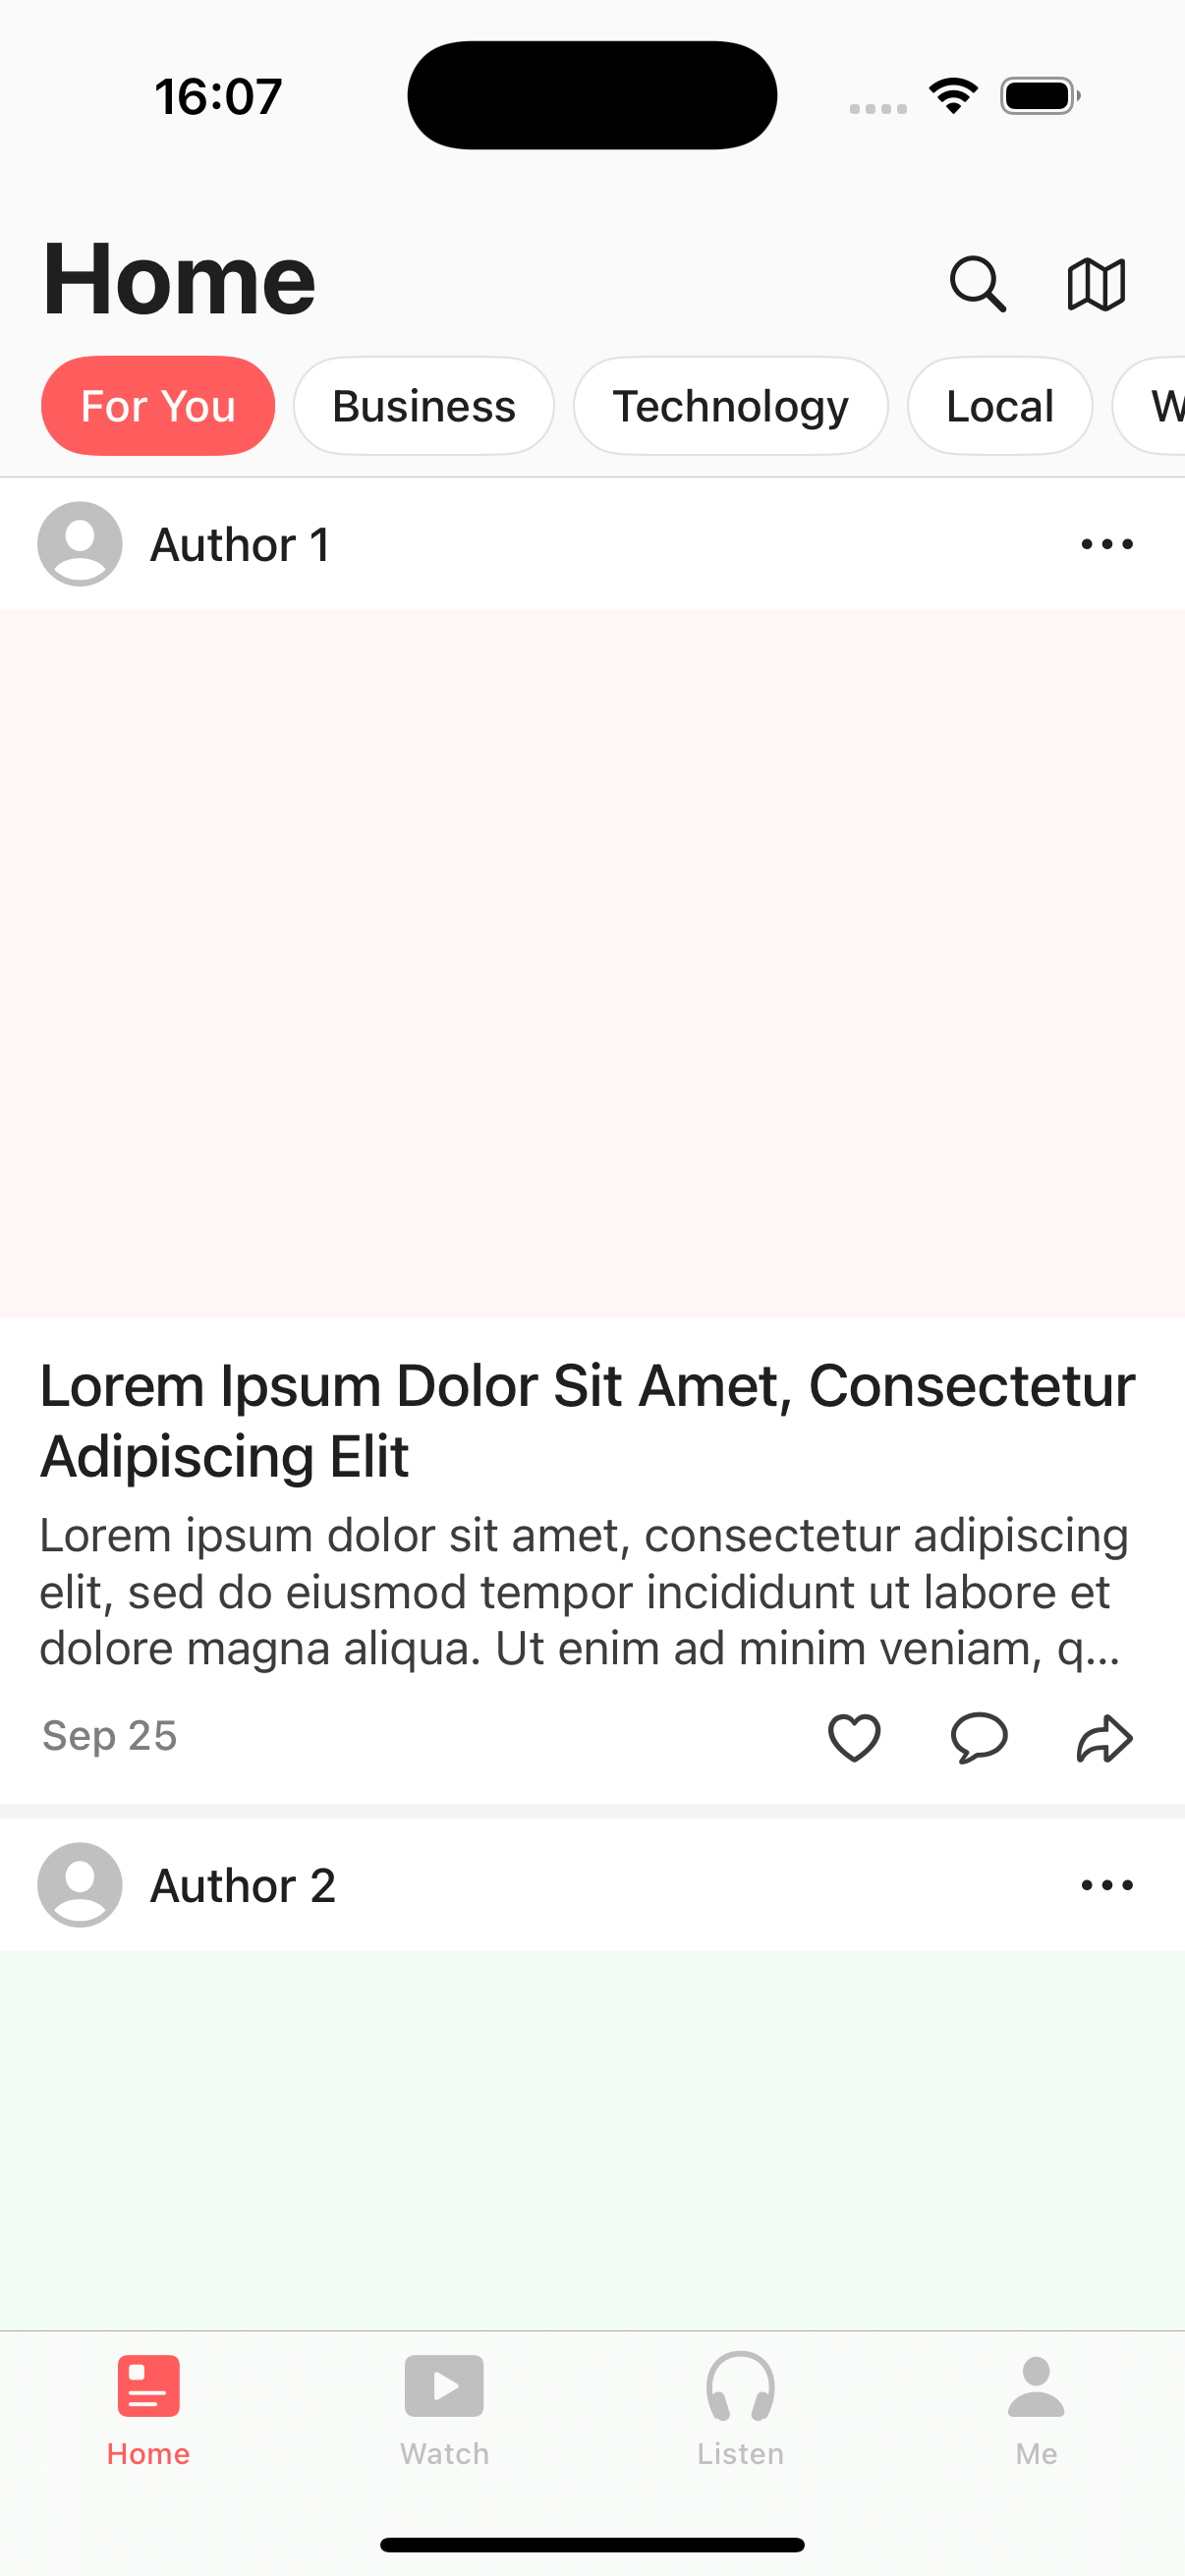 16:07
Home
For You Business Technology Local W
Author 1
Lorem Ipsum Dolor Sit Amet, Consectetur
Adipiscing Elit
Lorem ipsum dolor sit amet, consectetur adipiscing
elit, sed do eiusmod tempor incididunt ut labore et
dolore magna aliqua. Ut enim ad minim veniam, q...
Sep 25
Author 2
Home Watch Listen Me